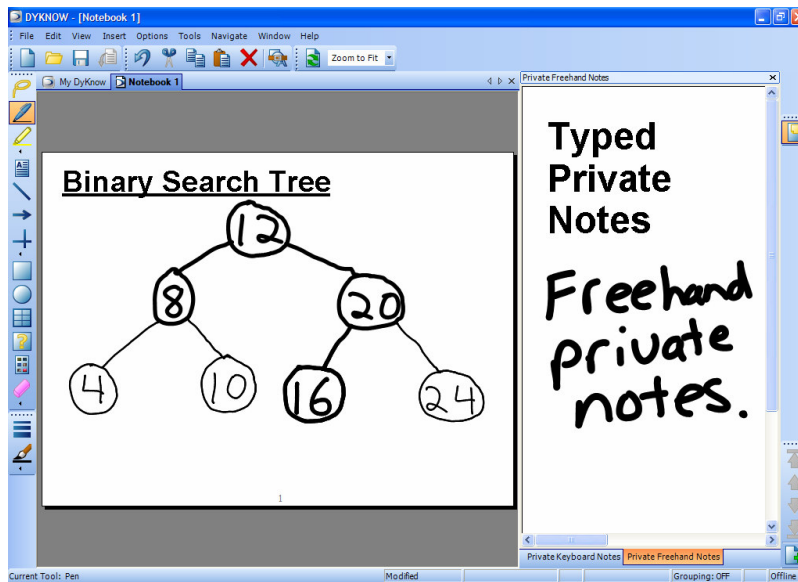 DYKNOW - [Notebook 1]
File Edit View Insert Options Tools Navigate Window Help
Zoom to Fit
My DyKnow Notebook 1
Private Freehand Notes
Binary Search Tree
12
8 20
4 10 16 24
1
Typed
Private
Notes
Freehand
private
notes.
Private Keyboard Notes Private Freehand Notes
Current Tool: Pen Modified Grouping: OFF Offline